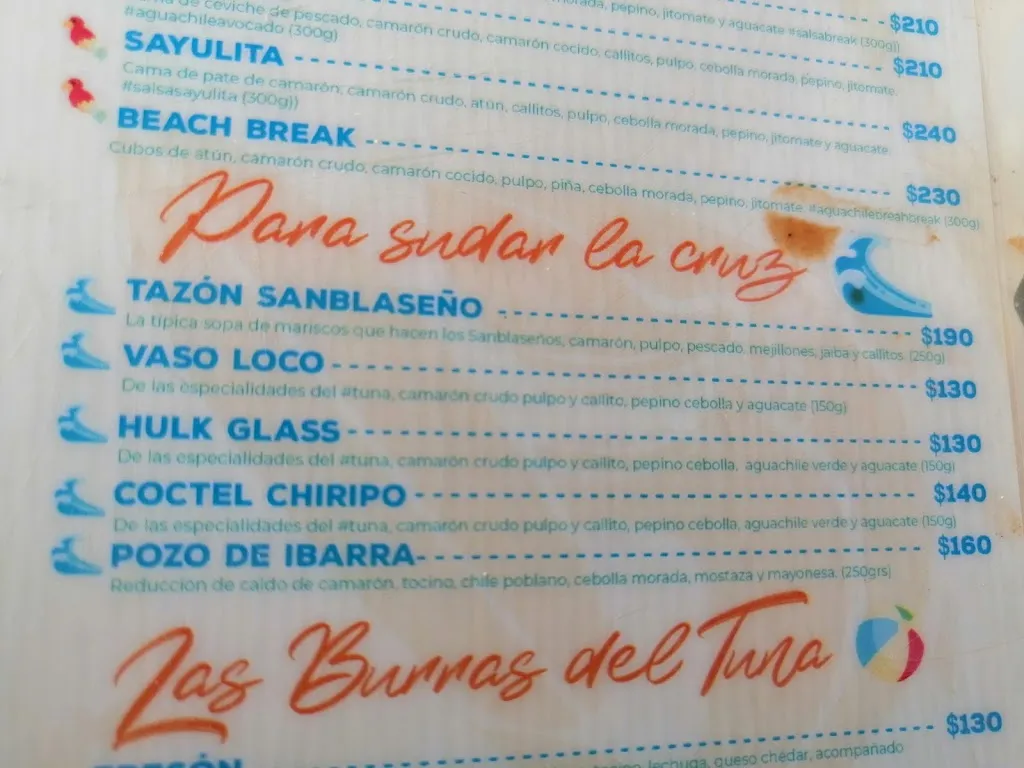 pepino, jitomate y aguacate #salsabreak (300g))
$210
de ceviche de pescado, camarón crudo, camarón cocido, callitos, pulpo, cebolla morada, pepino, jitomate.
#aguachileavocado (300g)
$210
SAYULITA
$240
Cama de pate de camarón, camarón crudo, atún, callitos, pulpo, cebolla morada, pepino, jitomate y aguacate.
#salsasayulita (300g))
BEACH BREAK
$230
Cubos de atún, camarón crudo, camarón cocido, pulpo, piña, cebolla morada, pepino, jitomate. #aguachilebreahbreak (300g)
Para sudar la cruz
TAZÓN SANBLASEÑO
$190
La típica sopa de mariscos que hacen los Sanblaseños, camarón, pulpo, pescado, mejillones, jaiba y callitos. (250g)
VASO LOCO
$130
De las especialidades del #tuna, camarón crudo pulpo y callito, pepino cebolla y aguacate (150g)
HULK GLASS
$130
De las especialidades del #tuna, camarón crudo pulpo y callito, pepino cebolla, aguachile verde y aguacate (150g)
COCTEL CHIRIPO
$140
De las especialidades del #tuna, camarón crudo pulpo y callito, pepino cebolla, aguachile verde y aguacate (150g)
POZO DE IBARRA
$160
Reducción de caldo de camarón, tocino, chile poblano, cebolla morada, mostaza y mayonesa. (250grs)
Las Burras del Tuna
$130
lechuga, queso chédar, acompañado